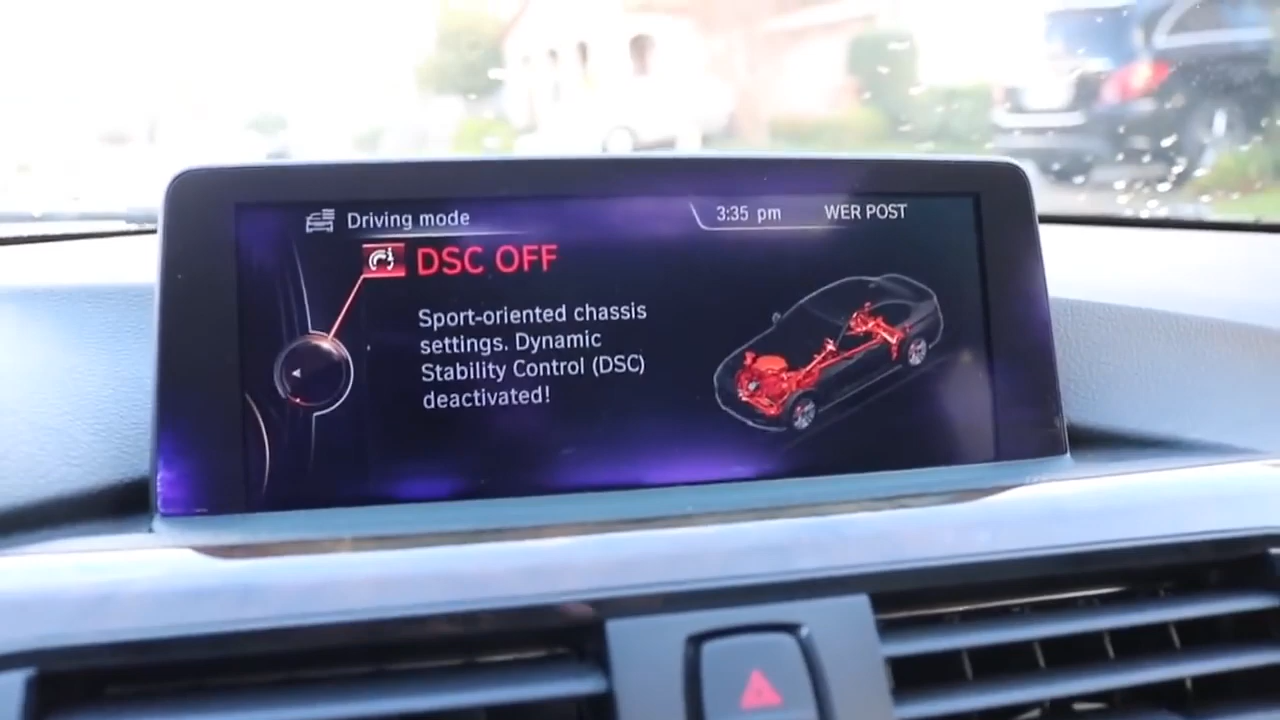 Driving mode
3:35 pm
WER POST
DSC OFF
Sport-oriented chassis
settings. Dynamic
Stability Control (DSC)
deactivated!